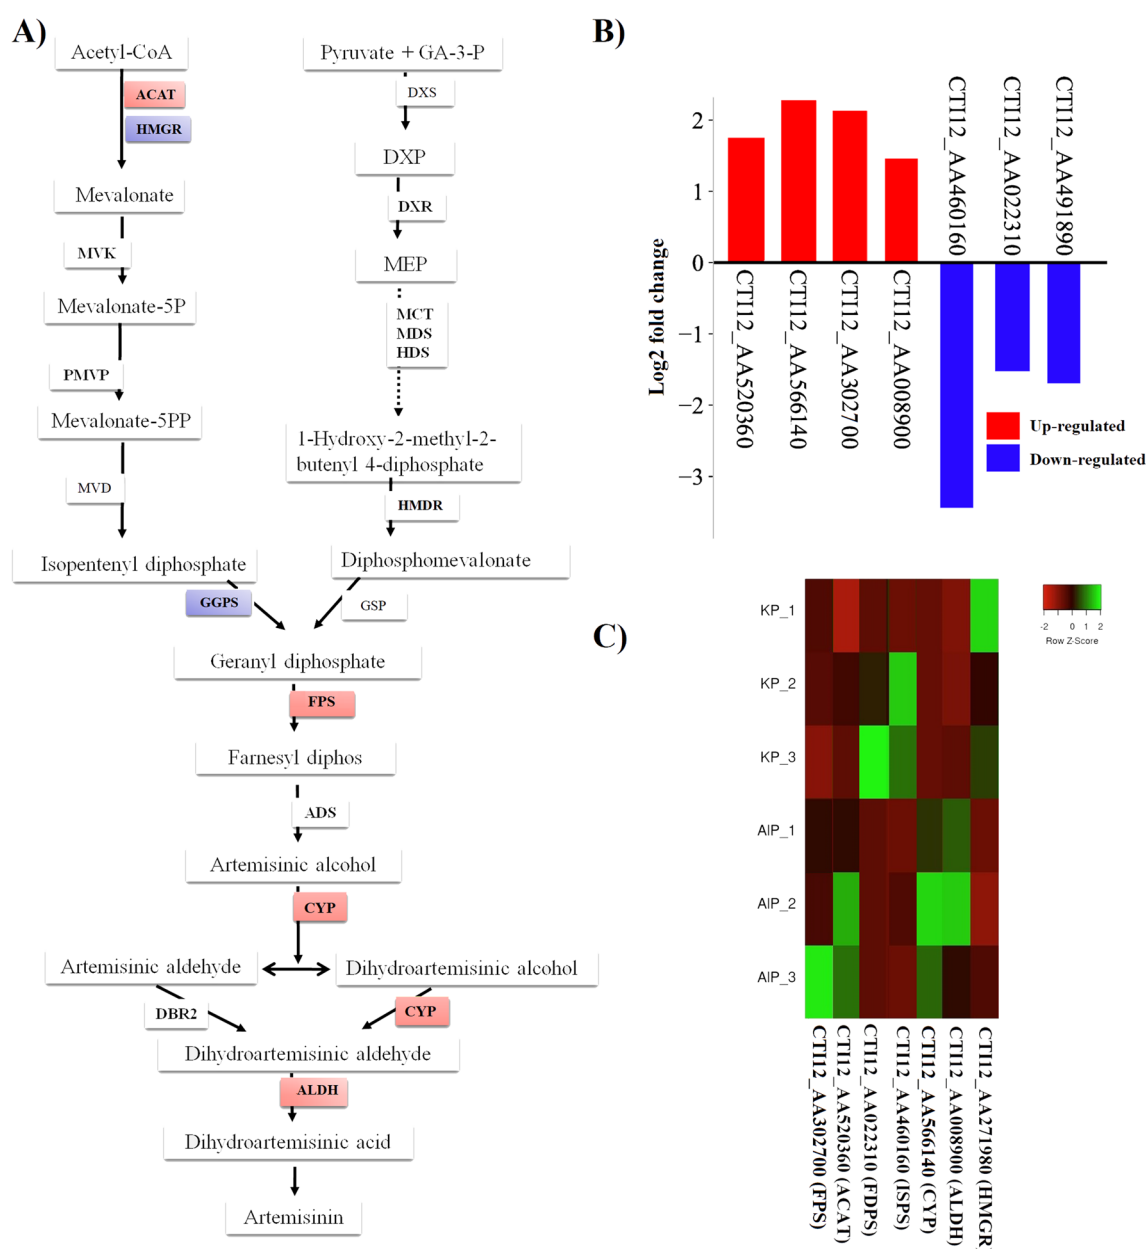 A)
Acetyl-CoA
ACAT
HMGR
Mevalonate
MVK
Mevalonate-5P
PMVP
Mevalonate-5PP
MVD
Isopentenyl diphosphate
GGPS
Pyruvate + GA-3-P
DXS
DXP
DXR
MEP
MCT
MDS
HDS
1-Hydroxy-2-methyl-2-
butenyl 4-diphosphate
HMDR
Diphosphomevalonate
GSP
Geranyl diphosphate
FPS
Farnesyl diphos
ADS
Artemisinic alcohol
CYP
Artemisinic aldehyde
Dihydroartemisinic alcohol
DBR2
CYP
Dihydroartemisinic aldehyde
ALDH
Dihydroartemisinic acid
Artemisinin
B)
Log2 fold change
2
1
0
−1
−2
−3
CTI12_AA520360
CTI12_AA566140
CTI12_AA302700
CTI12_AA008900
CTI12_AA460160
CTI12_AA022310
CTI12_AA491890
Up-regulated
Down-regulated
C)
KP_1
KP_2
KP_3
AIP_1
AIP_2
AIP_3
-2 0 1 2
Row Z-Score
CTI12_AA302700 (FPS)
CTI12_AA520360 (ACAT)
CTI12_AA022310 (FDPS)
CTI12_AA460160 (ISPS)
CTI12_AA566140 (CYP)
CTI12_AA008900 (ALDH)
CTI12_AA271980 (HMGR